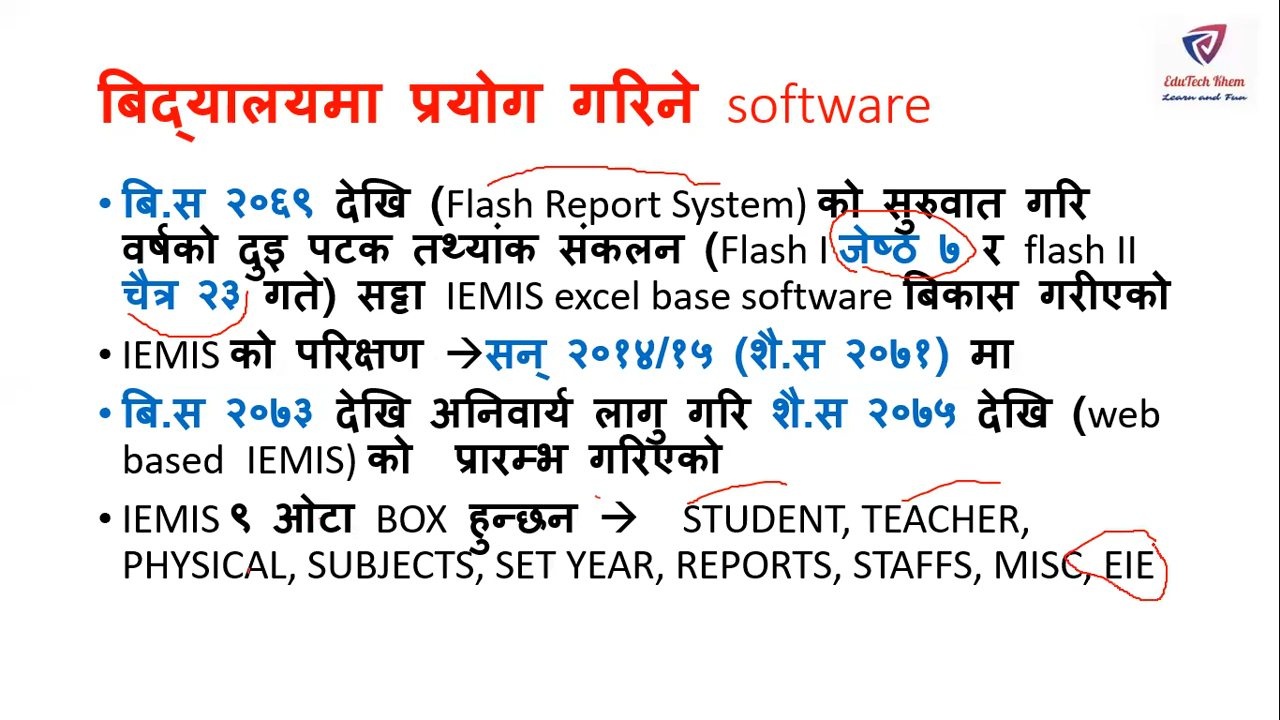 EduTech Khem
Learn and Fun
बिद्यालयमा प्रयोग गरिने software
• बि.स २०६९ देखि (Flash Report System) को सुरुवात गरि
वर्षको दुइ पटक तथ्यांक संकलन (Flash I जेष्ठ ७ र flash II
चैत्र २३ गते) सट्टा IEMIS excel base software बिकास गरीएको
• IEMIS को परिक्षण →सन् २०१४/१५ (शै.स २०७१) मा
• बि.स २०७३ देखि अनिवार्य लागु गरि शै.स २०७५ देखि (web
based IEMIS) को प्रारम्भ गरिएको
• IEMIS ९ ओटा BOX हुन्छन → STUDENT, TEACHER,
PHYSICAL, SUBJECTS, SET YEAR, REPORTS, STAFFS, MISC, EIE